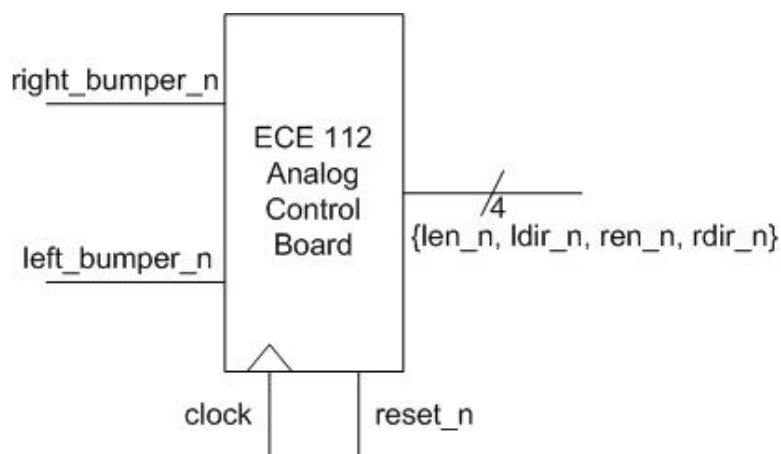 right_bumper_n
ECE 112
Analog
Control
Board
4
{len_n, ldir_n, ren_n, rdir_n}
left_bumper_n
clock
reset_n